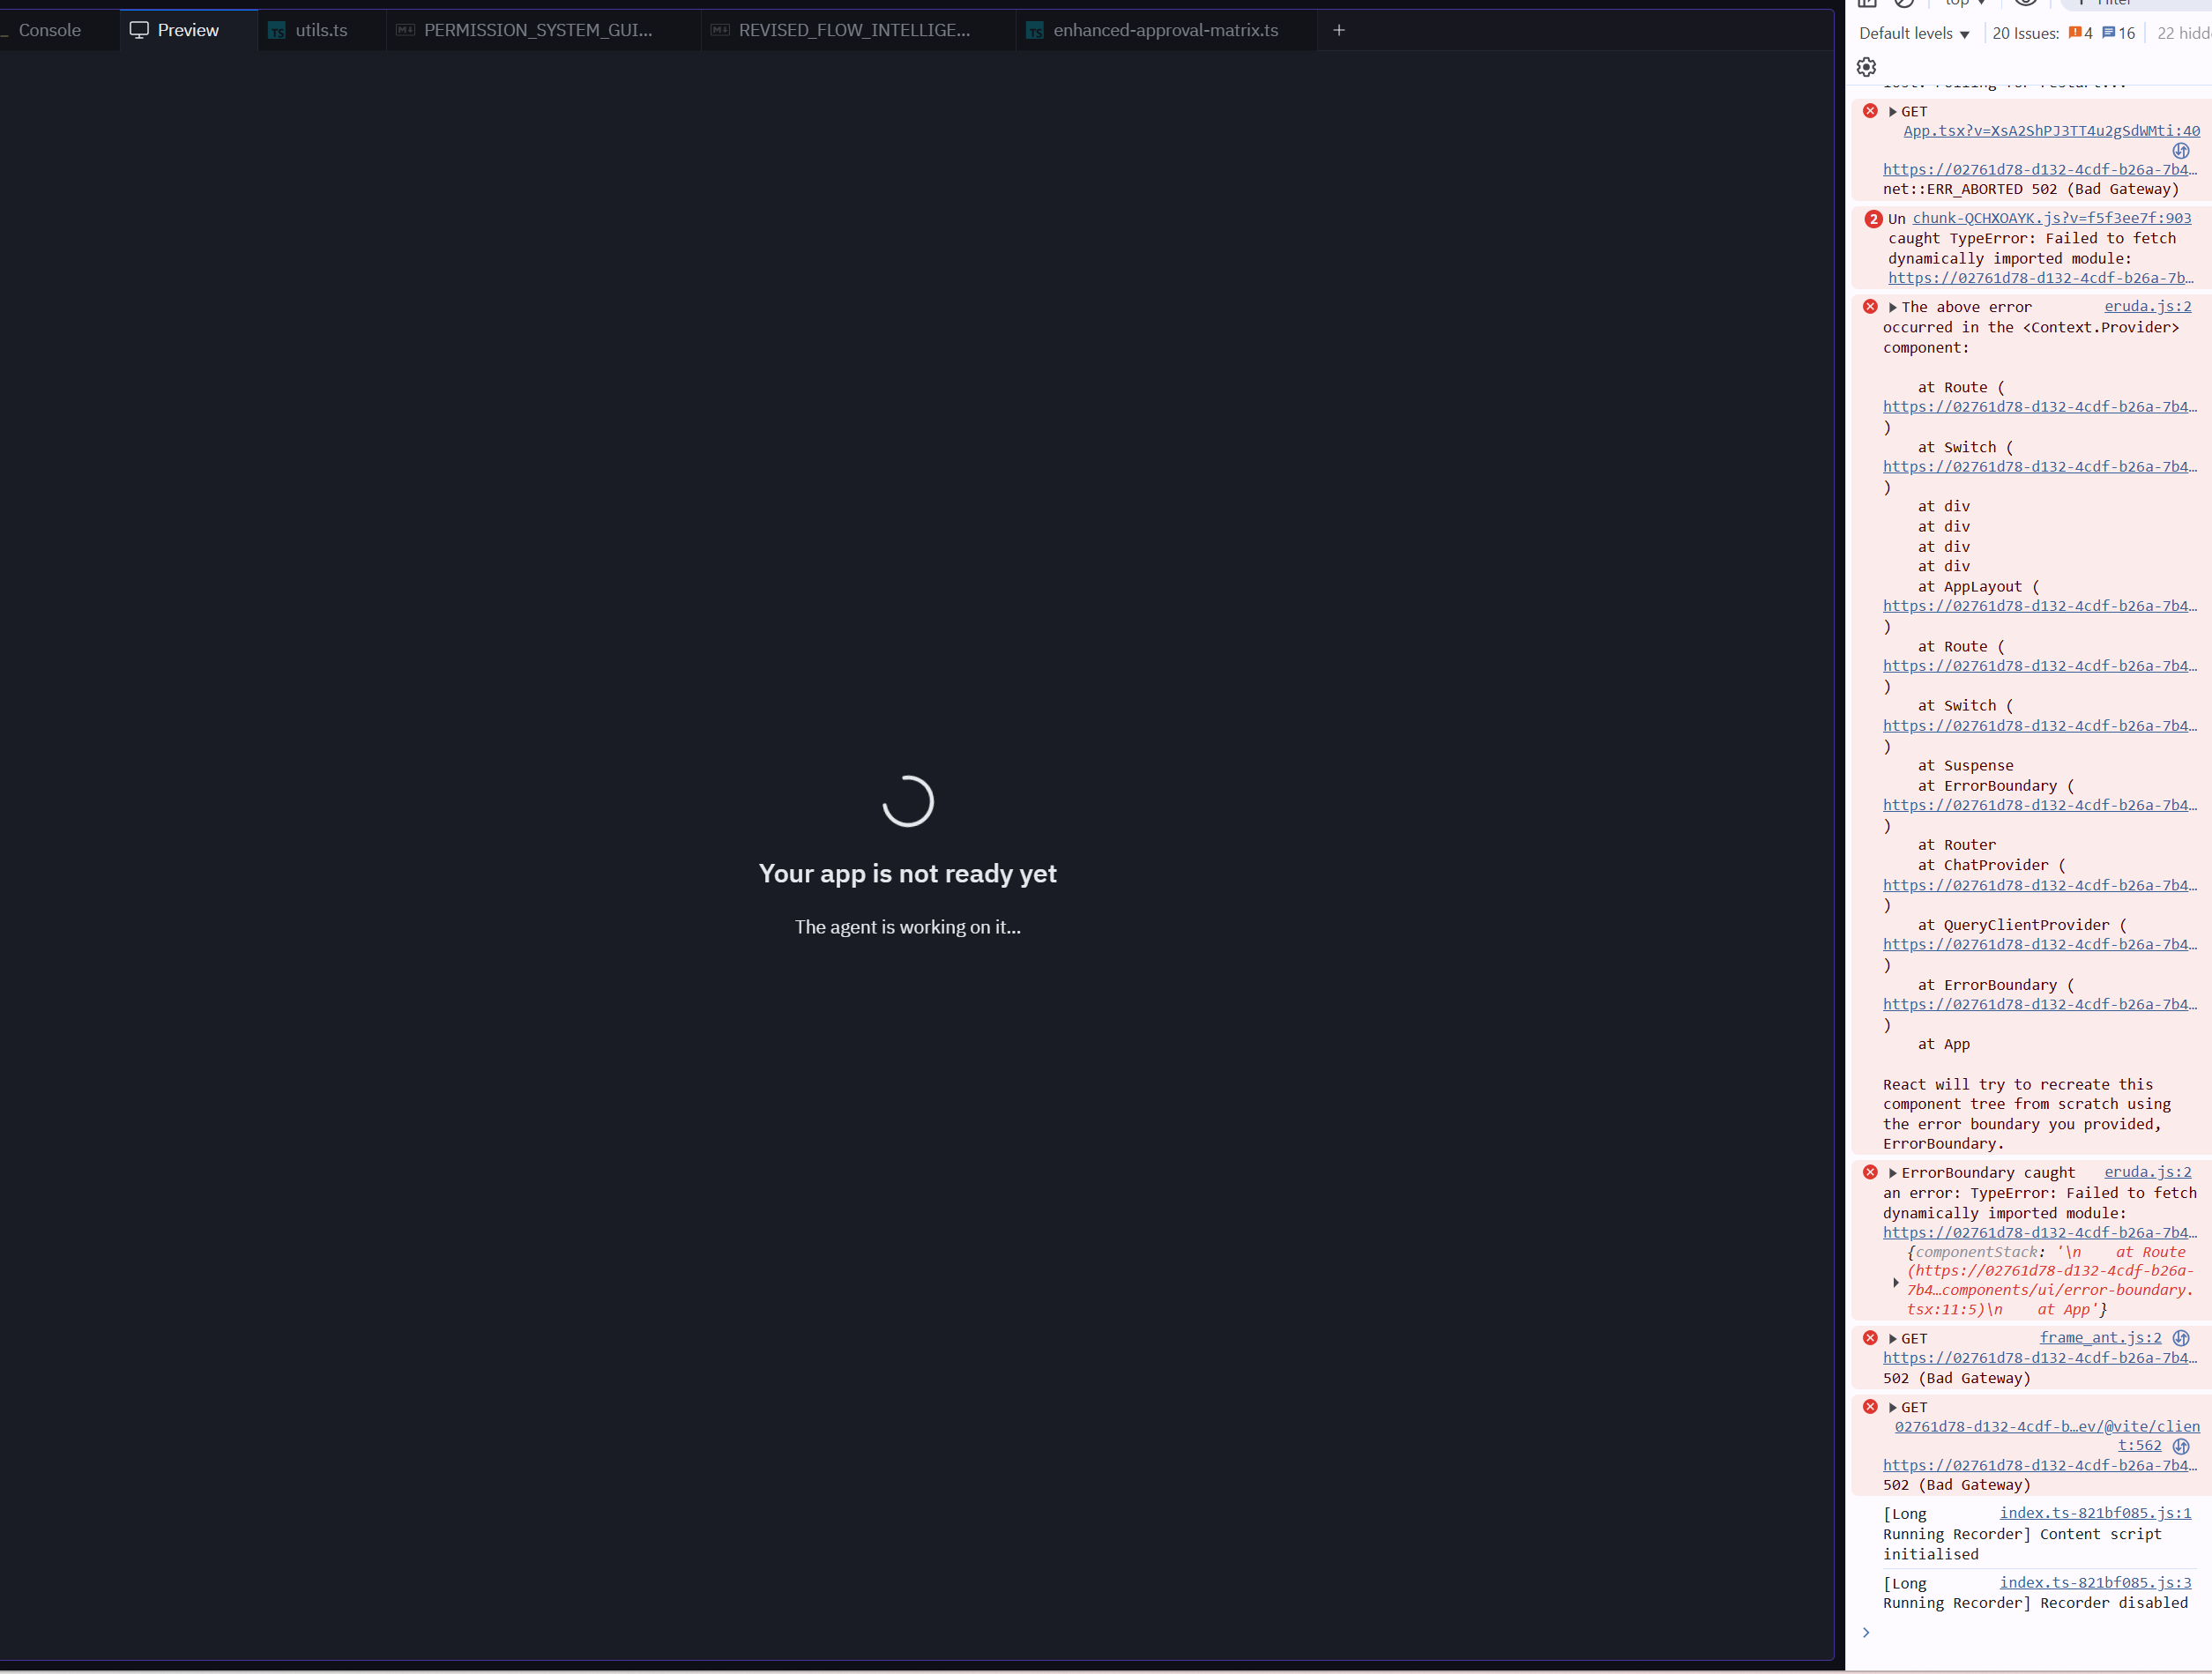 Console
Preview
utils.ts
PERMISSION_SYSTEM_GUI...
REVISED_FLOW_INTELLIGE...
enhanced-approval-matrix.ts
+
Your app is not ready yet
The agent is working on it...
top
Filter
Default levels
20 Issues: 4 16
22 hidd
GET
App.tsx?v=XsA2ShPJ3TT4u2gSdWMti:40
https://02761d78-d132-4cdf-b26a-7b4…
net::ERR_ABORTED 502 (Bad Gateway)
2 Un chunk-QCHXOAYK.js?v=f5f3ee7f:903
caught TypeError: Failed to fetch
dynamically imported module:
https://02761d78-d132-4cdf-b26a-7b…
The above error eruda.js:2
occurred in the <Context.Provider>
component:
at Route (
https://02761d78-d132-4cdf-b26a-7b4…
)
at Switch (
https://02761d78-d132-4cdf-b26a-7b4…
)
at div
at div
at div
at div
at AppLayout (
https://02761d78-d132-4cdf-b26a-7b4…
)
at Route (
https://02761d78-d132-4cdf-b26a-7b4…
)
at Switch (
https://02761d78-d132-4cdf-b26a-7b4…
)
at Suspense
at ErrorBoundary (
https://02761d78-d132-4cdf-b26a-7b4…
)
at Router
at ChatProvider (
https://02761d78-d132-4cdf-b26a-7b4…
)
at QueryClientProvider (
https://02761d78-d132-4cdf-b26a-7b4…
)
at ErrorBoundary (
https://02761d78-d132-4cdf-b26a-7b4…
)
at App
React will try to recreate this
component tree from scratch using
the error boundary you provided,
ErrorBoundary.
ErrorBoundary caught eruda.js:2
an error: TypeError: Failed to fetch
dynamically imported module:
https://02761d78-d132-4cdf-b26a-7b4…
{componentStack: '\n    at Route
(https://02761d78-d132-4cdf-b26a-
7b4…components/ui/error-boundary.
tsx:11:5)\n    at App'}
GET frame_ant.js:2
https://02761d78-d132-4cdf-b26a-7b4…
502 (Bad Gateway)
GET
02761d78-d132-4cdf-b…ev/@vite/clien
t:562
https://02761d78-d132-4cdf-b26a-7b4…
502 (Bad Gateway)
[Long index.ts-821bf085.js:1
Running Recorder] Content script
initialised
[Long index.ts-821bf085.js:3
Running Recorder] Recorder disabled